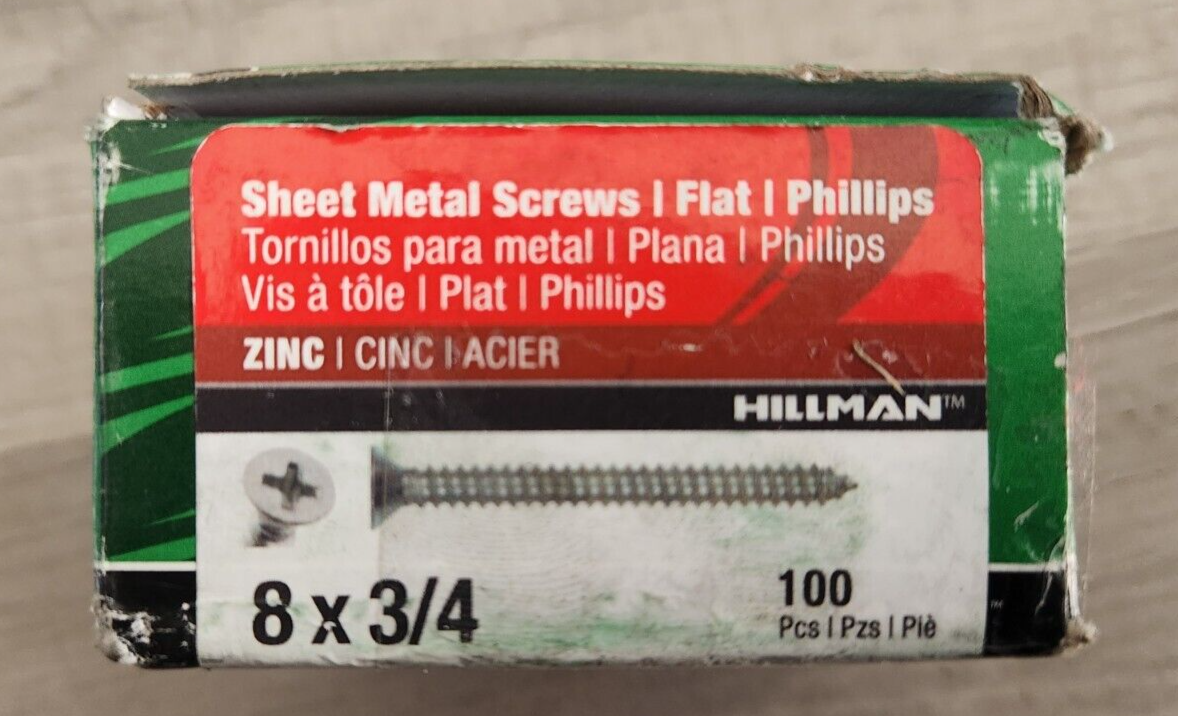 Sheet Metal Screws | Flat | Phillips
Tornillos para metal | Plana | Phillips
Vis à tôle | Plat | Phillips
ZINC | CINC | ACIER
HILLMAN™
8 x 3/4
100
Pcs | Pzs | Piè